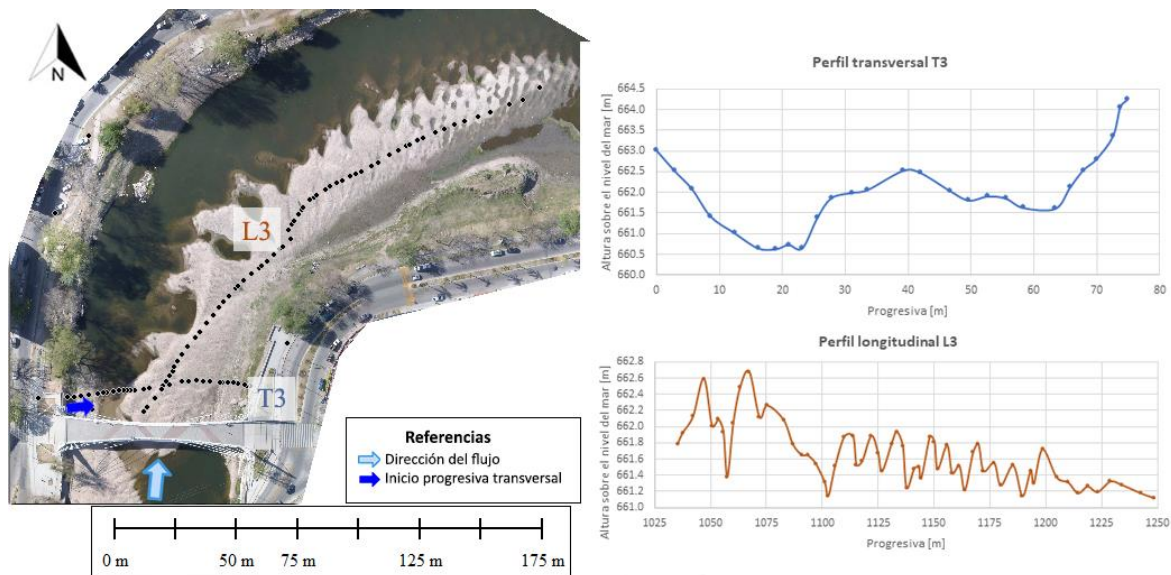 N
L3
T3
Referencias
Dirección del flujo
Inicio progresiva transversal
0 m 50 m 75 m 125 m 175 m
Perfil transversal T3
Altura sobre el nivel del mar [m]
664.5
664.0
663.5
663.0
662.5
662.0
661.5
661.0
660.5
660.0
0 10 20 30 40 50 60 70 80
Progresiva [m]
Perfil longitudinal L3
Altura sobre el nivel del mar [m]
662.8
662.6
662.4
662.2
662.0
661.8
661.6
661.4
661.2
661.0
1025 1050 1075 1100 1125 1150 1175 1200 1225 1250
Progresiva [m]